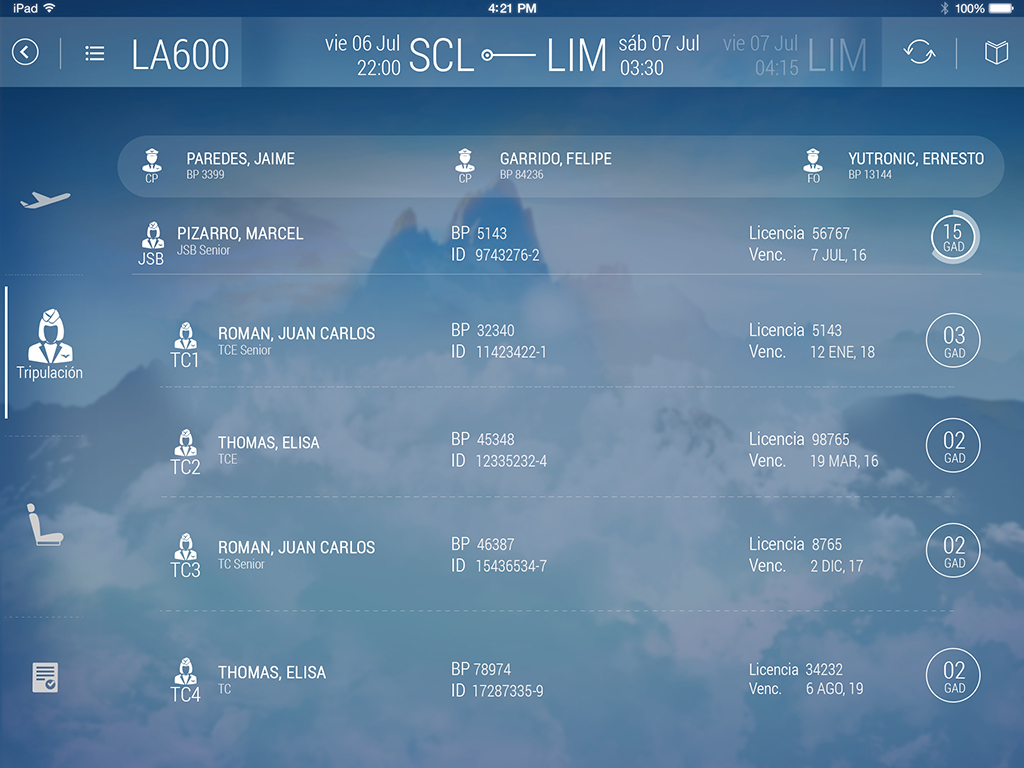 iPad 4:21 PM 100%
LA600 vie 06 Jul 22:00 SCL LIM sáb 07 Jul 03:30 vie 07 Jul 04:15 LIM
CP PAREDES, JAIME BP 3399
CP GARRIDO, FELIPE BP 84236
FO YUTRONIC, ERNESTO BP 13144
JSB PIZARRO, MARCEL BP 5143 Licencia 56767 15 GAD
JSB Senior ID 9743276-2 Venc. 7 JUL, 16
Tripulación
TC1 ROMAN, JUAN CARLOS BP 32340 Licencia 5143 03 GAD
TCE Senior ID 11423422-1 Venc. 12 ENE, 18
TC2 THOMAS, ELISA BP 45348 Licencia 98765 02 GAD
TCE ID 12335232-4 Venc. 19 MAR, 16
TC3 ROMAN, JUAN CARLOS BP 46387 Licencia 8765 02 GAD
TC Senior ID 15436534-7 Venc. 2 DIC, 17
TC4 THOMAS, ELISA BP 78974 Licencia 34232 02 GAD
TC ID 17287335-9 Venc. 6 AGO, 19